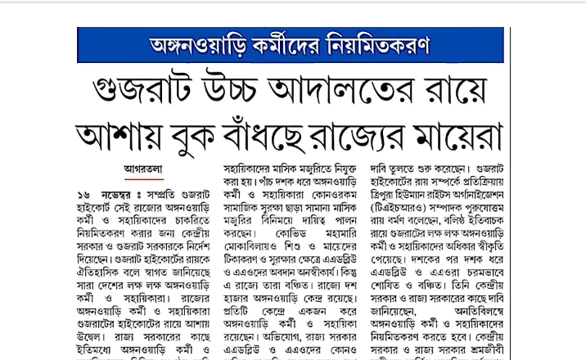 অঙ্গনওয়াড়ি কর্মীদের নিয়মিতকরণ
গুজরাট উচ্চ আদালতের রায়ে
আশায় বুক বাঁধছে রাজ্যের মায়েরা
আগরতলা
১৬ নভেম্বর ঃ সম্প্রতি গুজরাট
হাইকোর্ট সেই রাজ্যের অঙ্গনওয়াড়ি
কর্মী ও সহায়িকাদের চাকরিতে
নিয়মিতকরণ করার জন্য কেন্দ্রীয়
সরকার ও গুজরাট সরকারকে নির্দেশ
দিয়েছেন। গুজরাট হাইকোর্টের রায়কে
ঐতিহাসিক বলে স্বাগত জানিয়েছে
সারা দেশের লক্ষ লক্ষ অঙ্গনওয়াড়ি
কর্মী ও সহায়িকারা। রাজ্যের
অঙ্গনওয়াড়ি কর্মী ও সহায়িকারা
গুজরাটের হাইকোর্টের রায়ে আশায়
উদ্বেল। রাজ্য সরকারের কাছে
ইতিমধ্যে অঙ্গনওয়াড়ি কর্মী ও
সহায়িকাদের মাসিক মজুরিতে নিযুক্ত
করা হয়। পাঁচ দশক ধরে অঙ্গনওয়াড়ি
কর্মী ও সহায়িকারা কোনওরকম
সামাজিক সুরক্ষা ছাড়া সামান্য মাসিক
মজুরির বিনিময়ে দায়িত্ব পালন
করছেন। কোভিড মহামারি
মোকাবিলায়ও শিশু ও মায়েদের
টিকাকরণ ও সুরক্ষার ক্ষেত্রে এএডব্লিউ
ও এএওদের অবদান অনস্বীকার্য। কিন্তু
এ রাজ্যে তারা বঞ্চিত। রাজ্যে দশ
হাজার অঙ্গনওয়াড়ি কেন্দ্র রয়েছে।
প্রতিটি কেন্দ্রে একজন করে
অঙ্গনওয়াড়ি কর্মী ও সহায়িকা
রয়েছেন। অভিযোগ, রাজ্য সরকার
এএডব্লিউ ও এএওদের কোনও
দাবি তুলতে শুরু করেছেন। গুজরাট
হাইকোর্টের রায় সম্পর্কে প্রতিক্রিয়ায়
ত্রিপুরা হিউম্যান রাইটস অর্গানাইজেশন
(টিএইচআরও) সম্পাদক পুরুষোত্তম
রায় বর্মণ বলেছেন, বলিষ্ঠ ইতিবাচক
রায়ে গুজরাটের লক্ষ লক্ষ অঙ্গনওয়াড়ি
কর্মী ও সহায়িকাদের অধিকার স্বীকৃতি
পেয়েছে। দশকের পর দশক ধরে
এএডব্লিউ ও এএওরা চরমভাবে
শোষিত ও বঞ্চিত। তিনি কেন্দ্রীয়
সরকার ও রাজ্য সরকারের কাছে দাবি
জানিয়েছেন, অনতিবিলম্বে
অঙ্গনওয়াড়ি কর্মী ও সহায়িকাদের
নিয়মিতকরণ করতে হবে। কেন্দ্রীয়
সরকার ও রাজ্য সরকার শ্রমজীবী